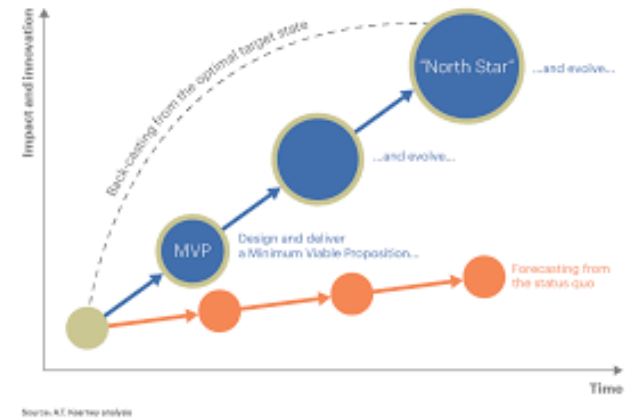 Impact and innovation
Back-casting from the optimal target state
"North Star"
...and evolve...
...and evolve...
MVP
Design and deliver
a Minimum Viable Proposition...
Forecasting from
the status quo
Time
Source: A.T. Kearney analysis